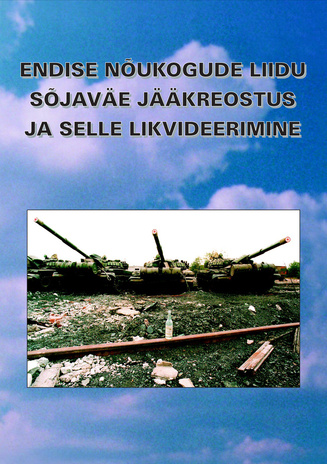 ENDISE NÕUKOGUDE LIIDU
SÕJAVÄE JÄÄKREOSTUS
JA SELLE LIKVIDEERIMINE